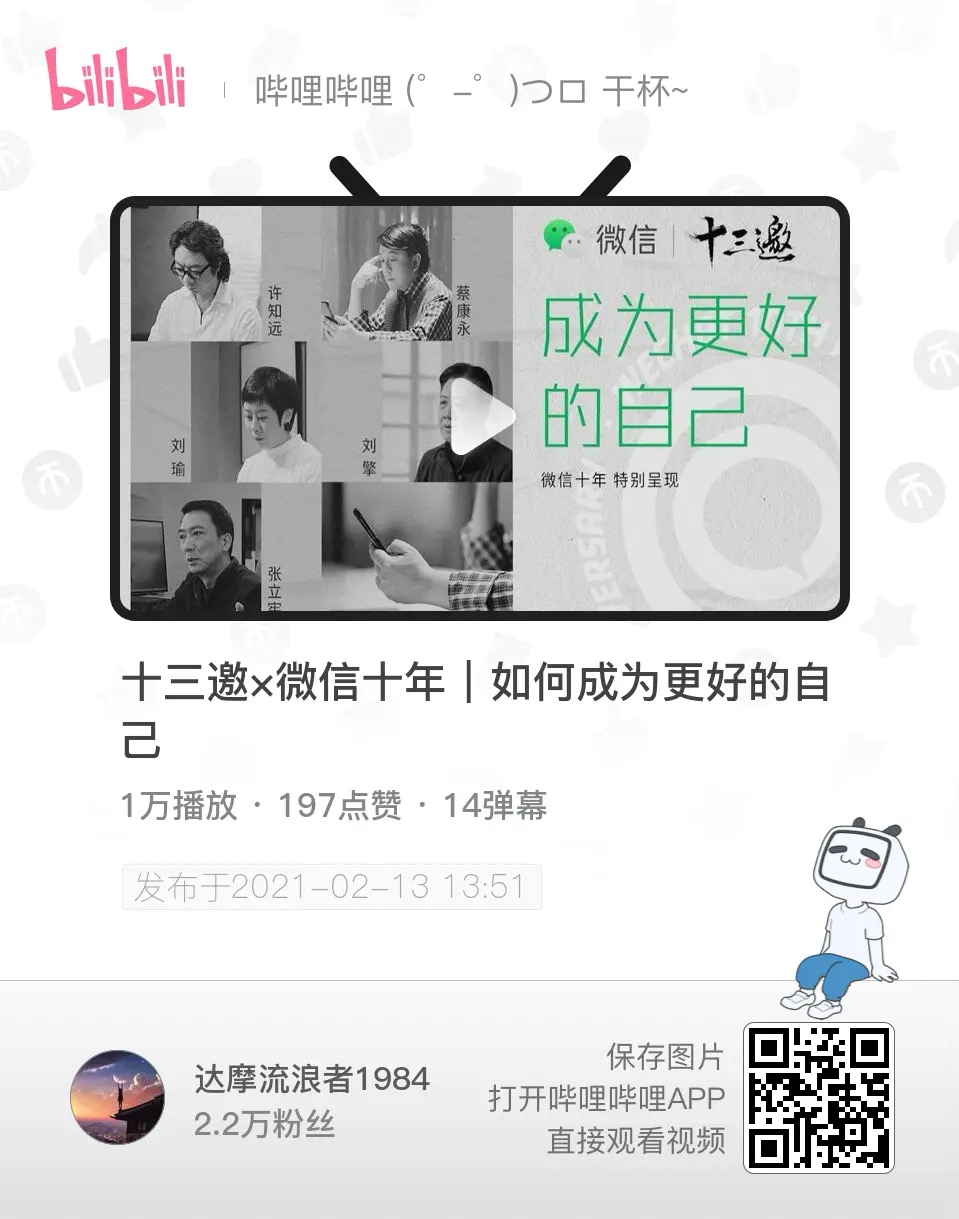 bilibili
哔哩哔哩 (゜-゜)つロ 干杯~
许知远
蔡康永
刘瑜
刘擎
张立宪
微信 | 十三邀
成为更好
的自己
微信十年 特别呈现
十三邀×微信十年｜如何成为更好的自
己
1万播放 · 197点赞 · 14弹幕
发布于2021-02-13 13:51
达摩流浪者1984
2.2万粉丝
保存图片
打开哔哩哔哩APP
直接观看视频